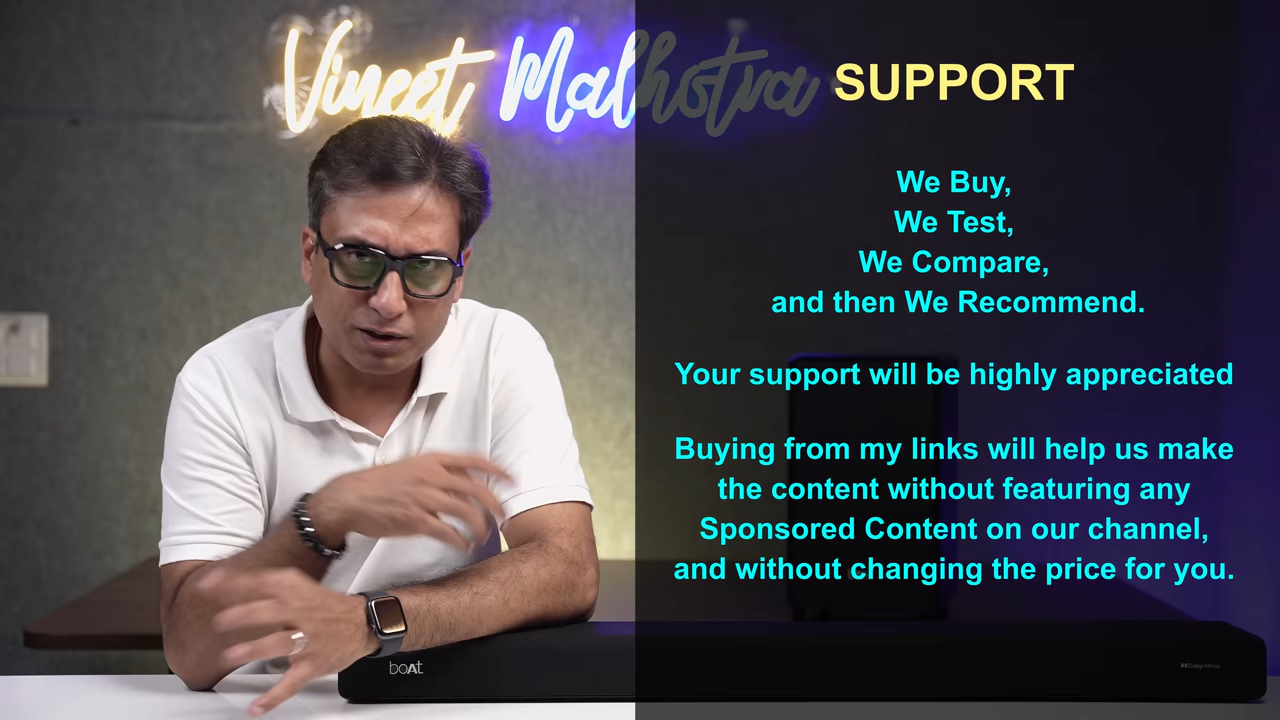 Vineet Malhotra
SUPPORT
We Buy,
We Test,
We Compare,
and then We Recommend.
Your support will be highly appreciated
Buying from my links will help us make
the content without featuring any
Sponsored Content on our channel,
and without changing the price for you.
boAt
Dolby Atmos